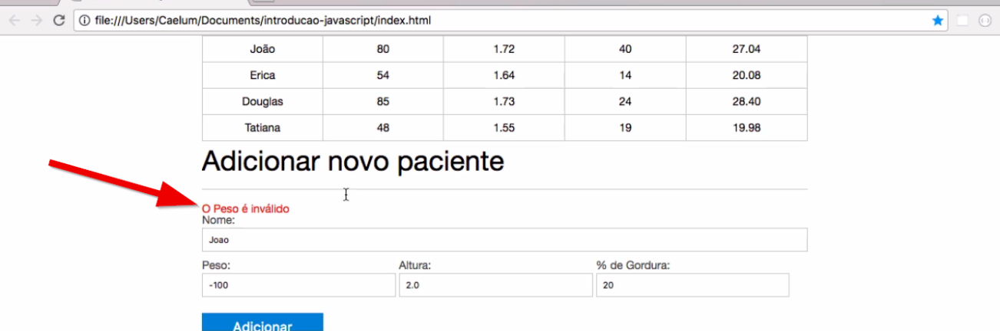 file:///Users/Caelum/Documents/introducao-javascript/index.html
João 80 1.72 40 27.04
Erica 54 1.64 14 20.08
Douglas 85 1.73 24 28.40
Tatiana 48 1.55 19 19.98
Adicionar novo paciente
O Peso é inválido
Nome:
Joao
Peso: Altura: % de Gordura:
-100 2.0 20
Adicionar